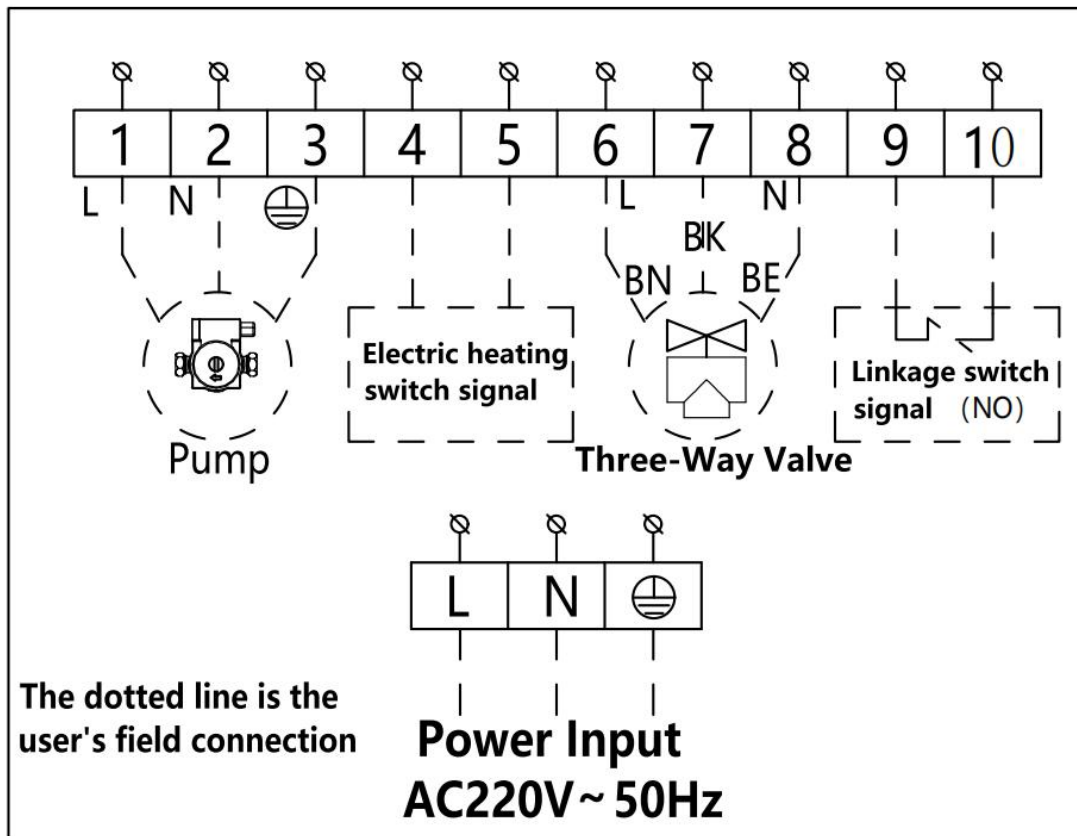 1 2 3 4 5 6 7 8 9 10
L N L N
BK
BN BE
Electric heating
switch signal
Linkage switch
signal (NO)
Pump
Three-Way Valve
L N
The dotted line is the
user's field connection
Power Input
AC220V~50Hz